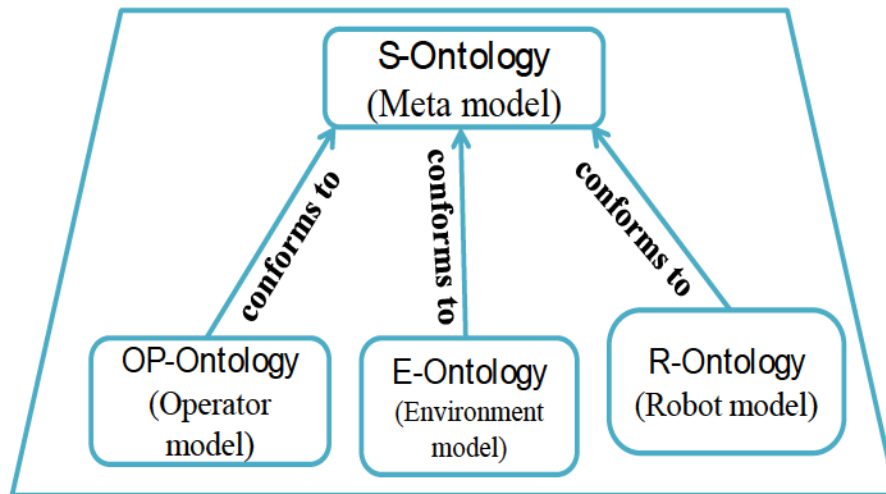 S-Ontology
(Meta model)
conforms to
conforms to
conforms to
OP-Ontology
(Operator
model)
E-Ontology
(Environment
model)
R-Ontology
(Robot model)